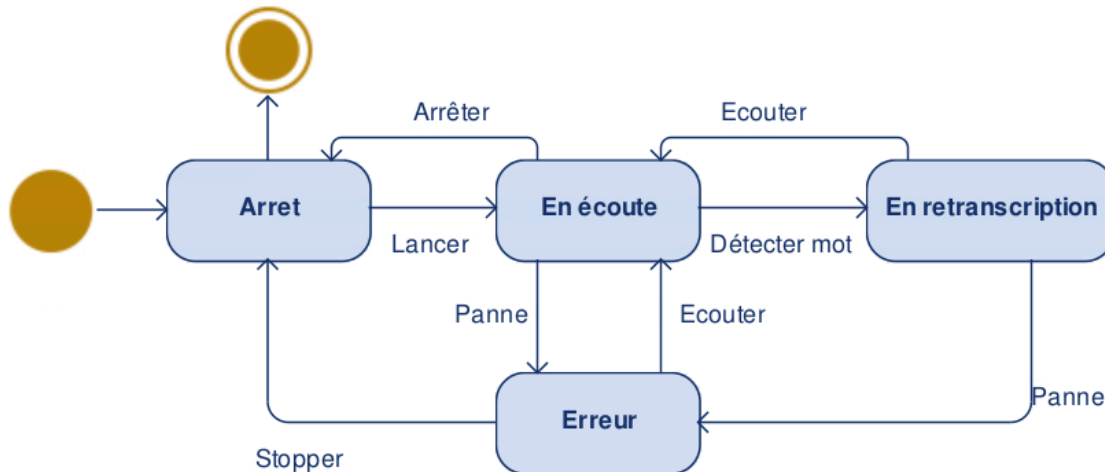 Arrêter
Ecouter
Arret
En écoute
En retranscription
Lancer
Détecter mot
Panne
Ecouter
Panne
Erreur
Stopper